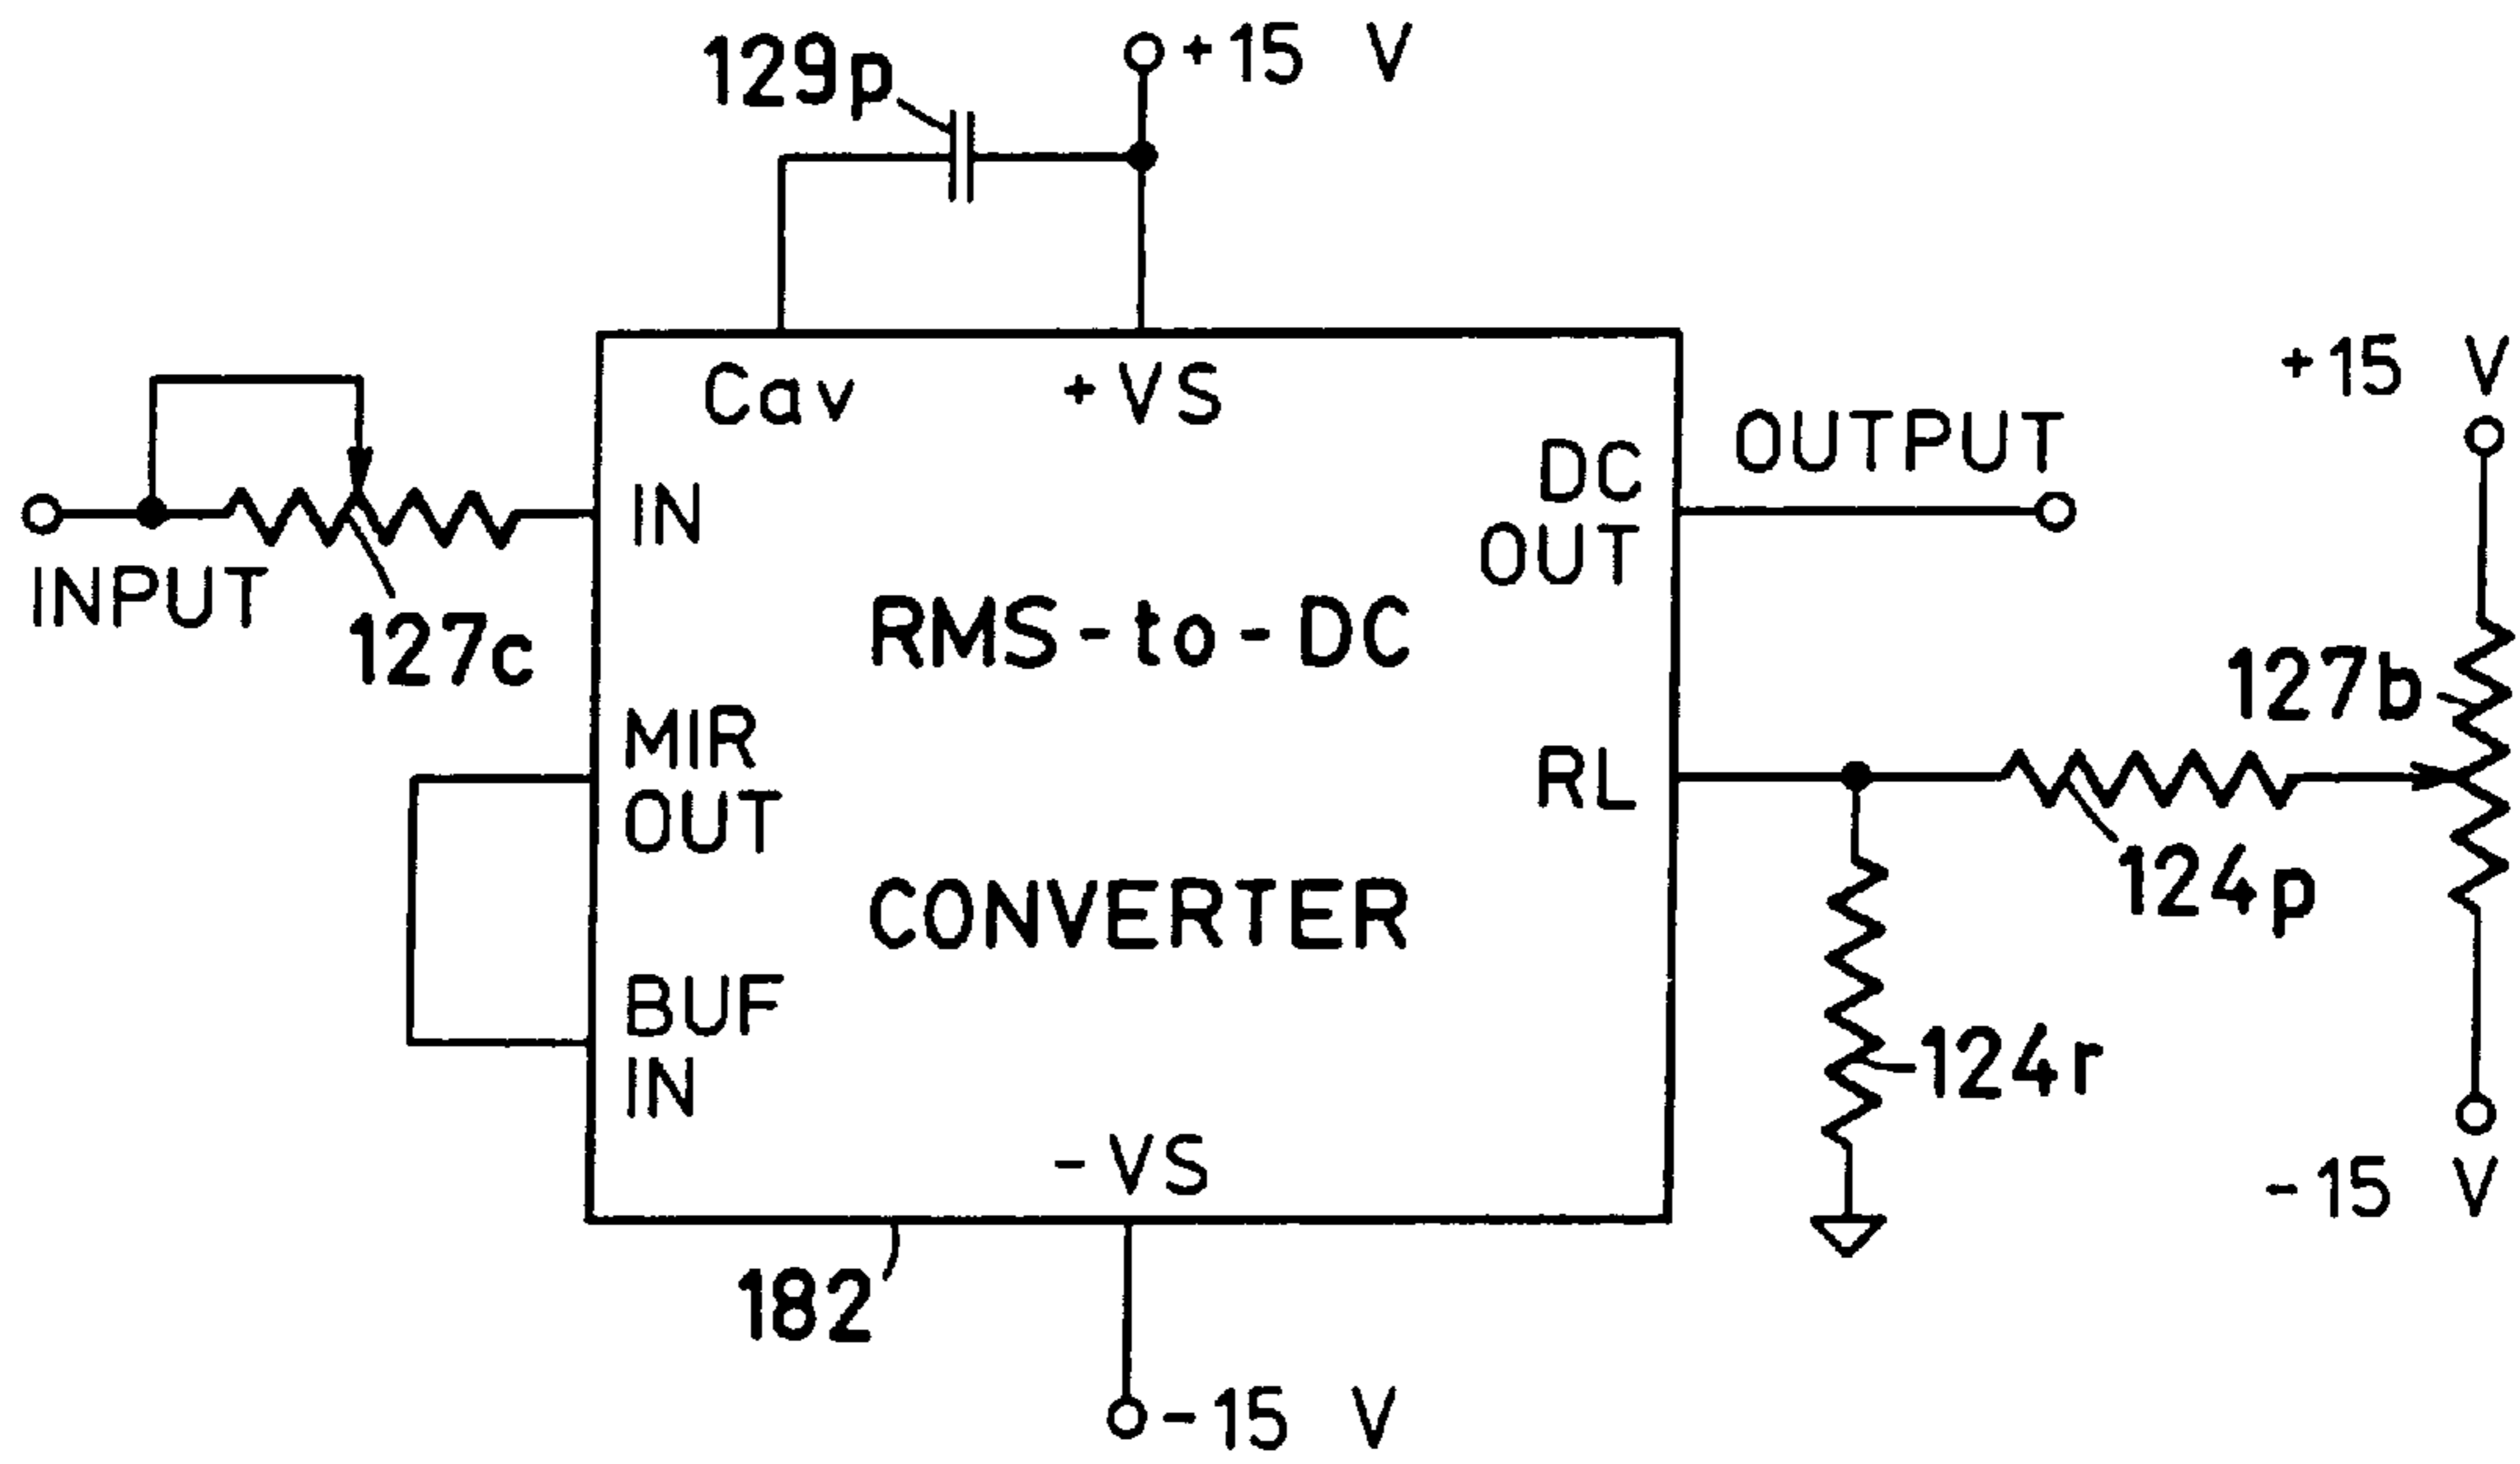 129p
+15 V
Cav
+VS
+15 V
OUTPUT
DC
OUT
IN
INPUT
127c
RMS-to-DC
127b
MIR
OUT
RL
124p
CONVERTER
BUF
IN
124r
-VS
-15 V
182
-15 V